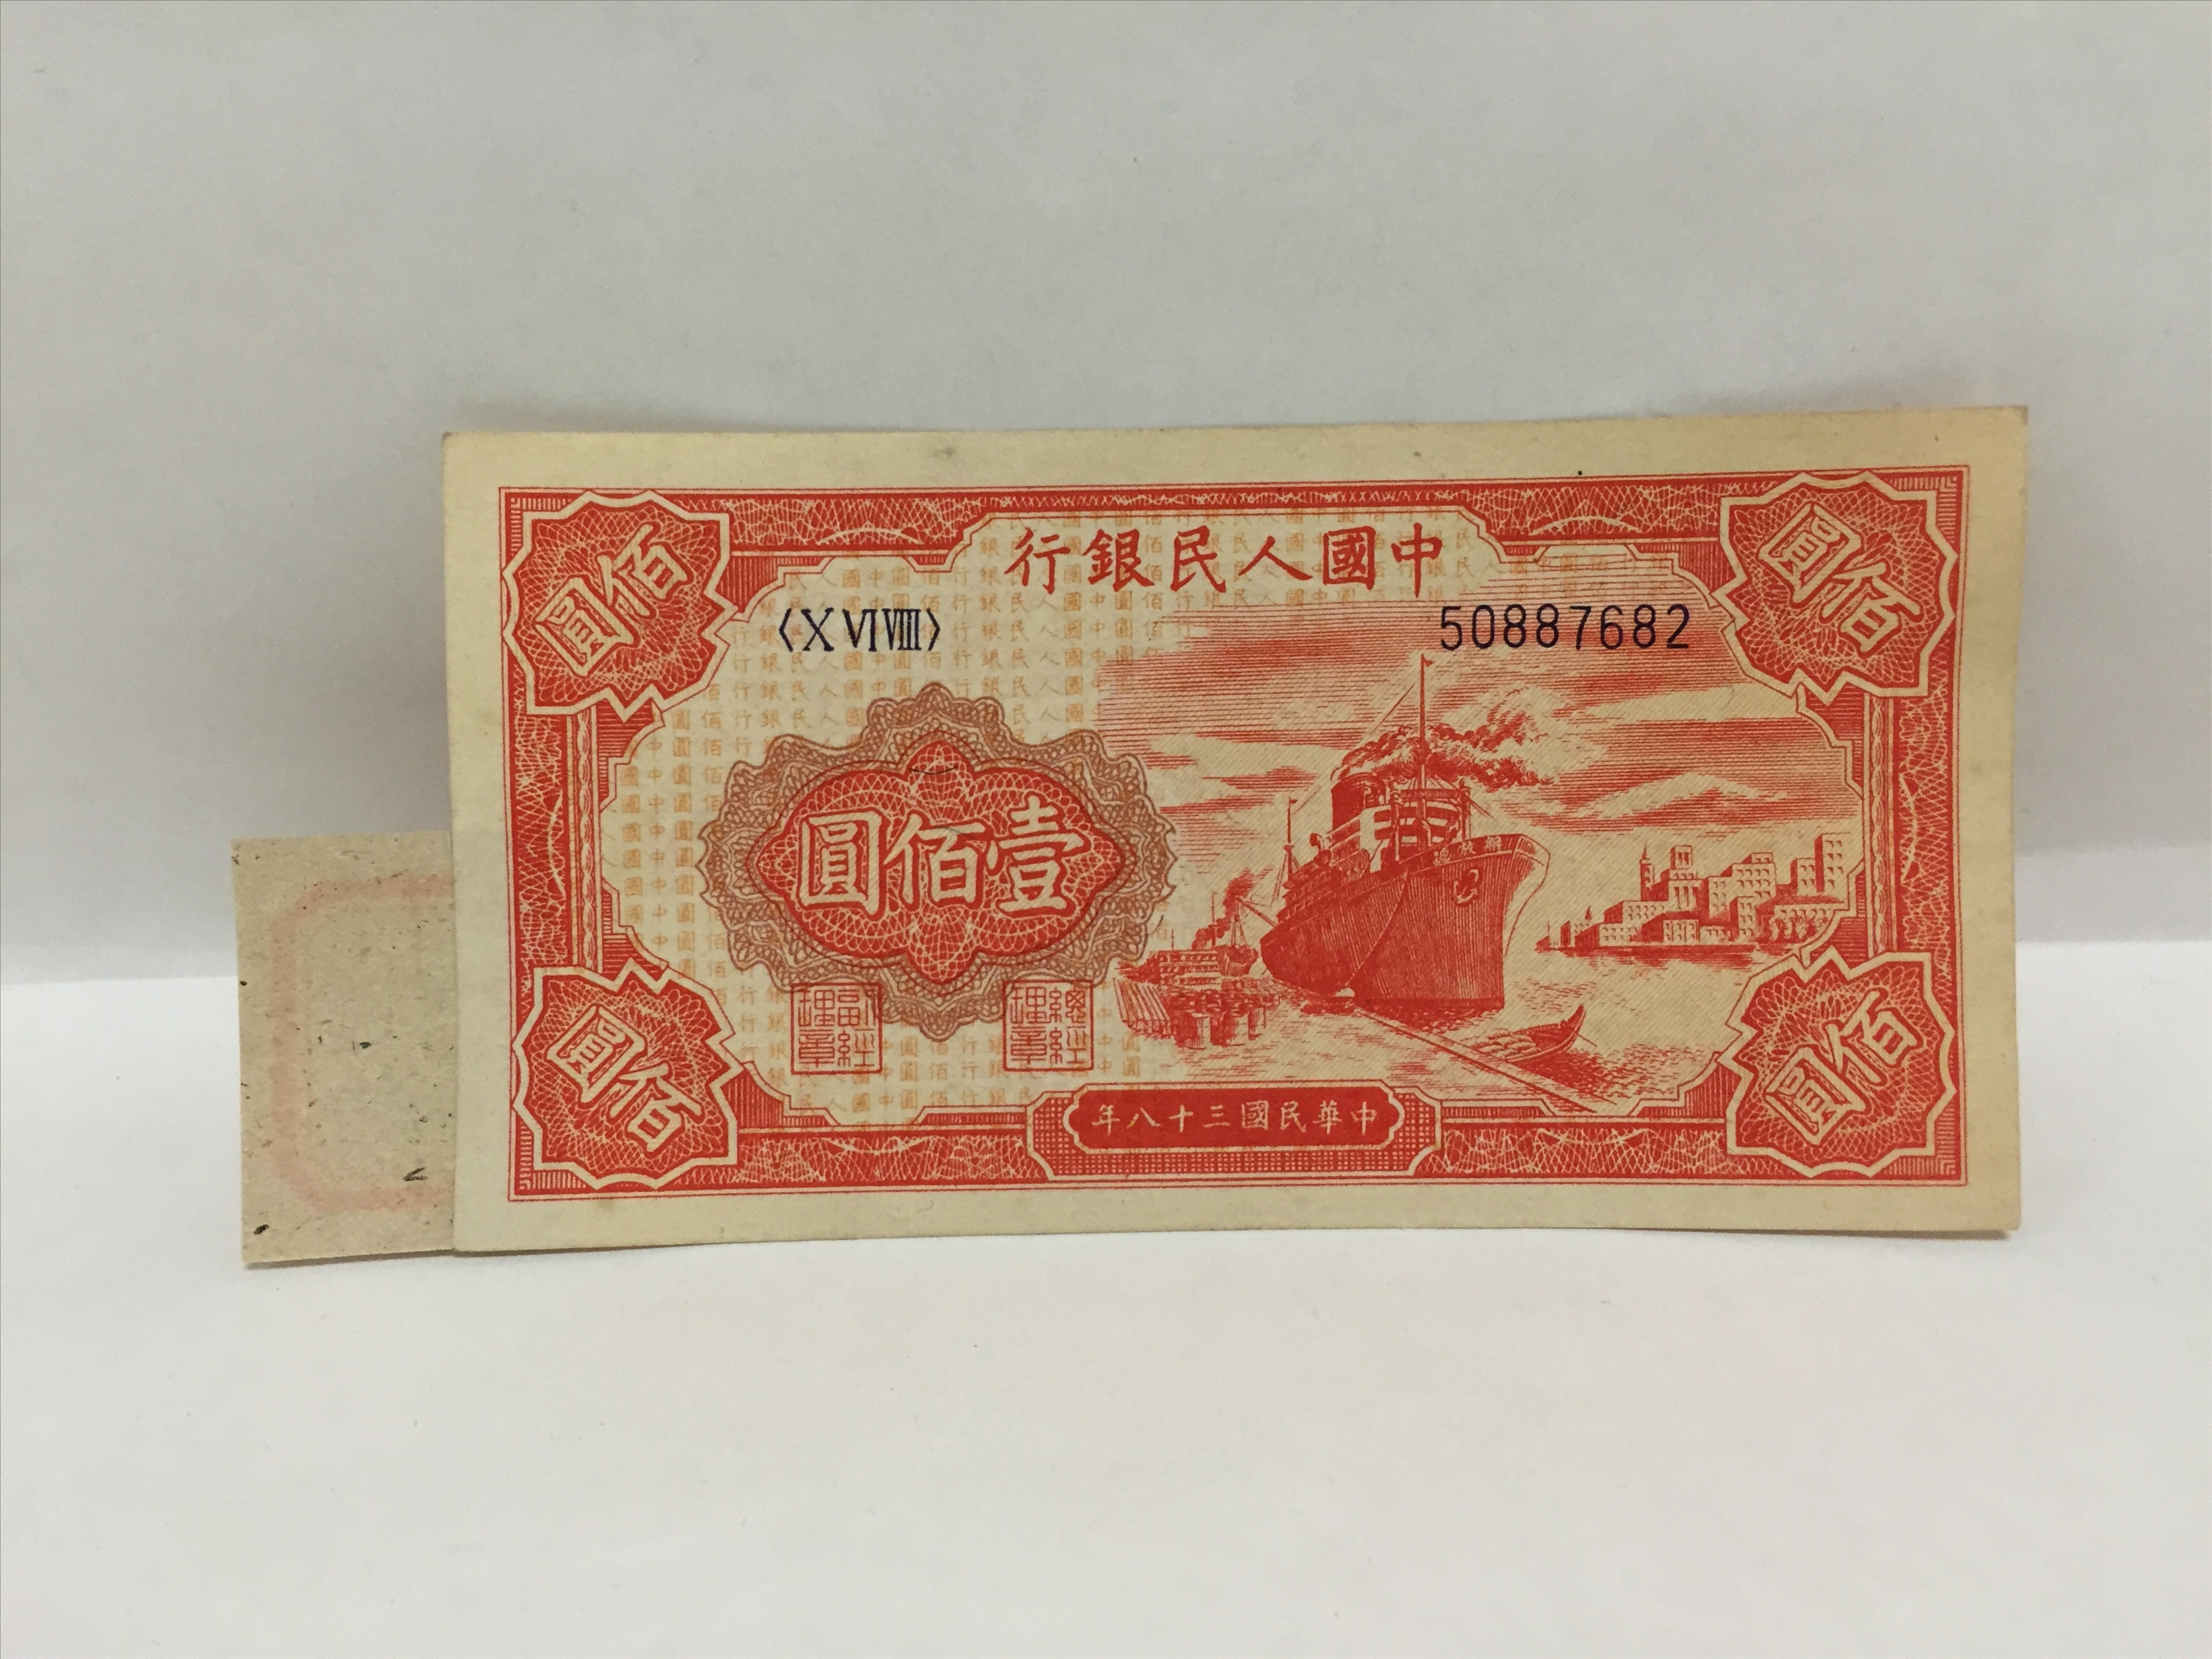 中國人民銀行
佰圓
佰圓
〈X VI VIII〉
50887682
壹佰圓
總經理章
副經理章
佰圓
佰圓
中華民國三十八年